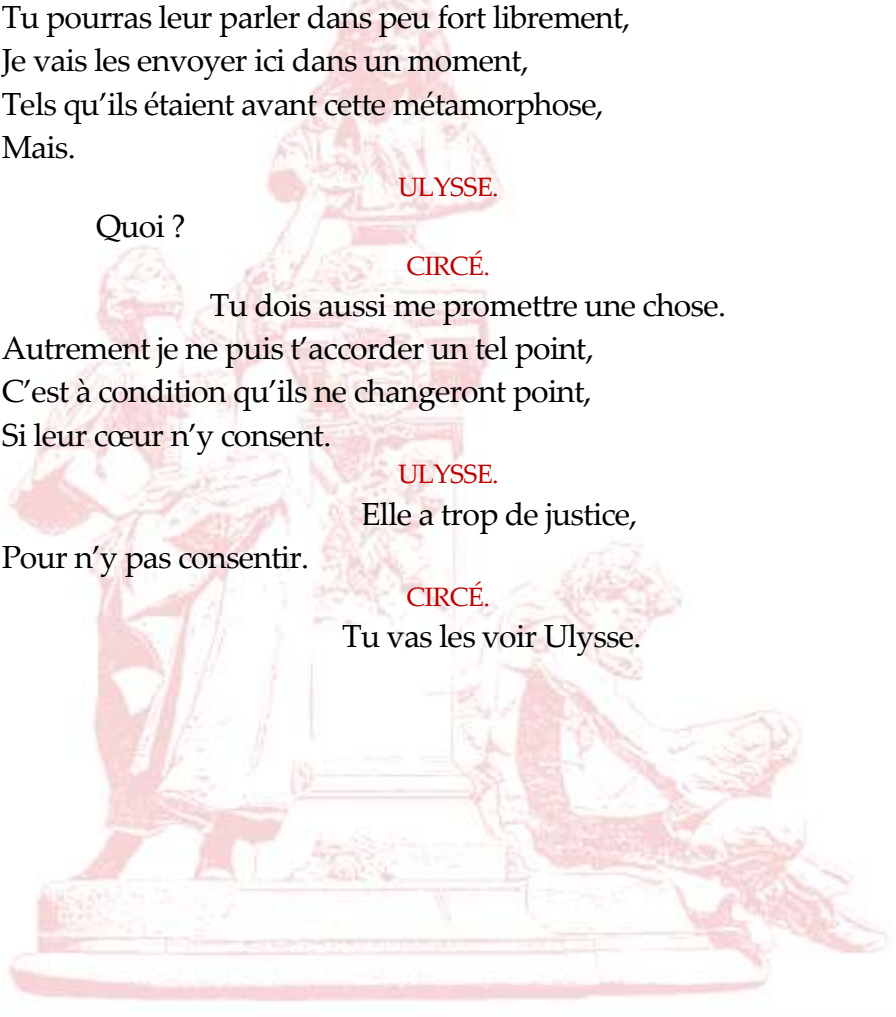 Tu pourras leur parler dans peu fort librement,
Je vais les envoyer ici dans un moment,
Tels qu’ils étaient avant cette métamorphose,
Mais.
ULYSSE.
Quoi ?
CIRCÉ.
Tu dois aussi me promettre une chose.
Autrement je ne puis t’accorder un tel point,
C’est à condition qu’ils ne changeront point,
Si leur cœur n’y consent.
ULYSSE.
Elle a trop de justice,
Pour n’y pas consentir.
CIRCÉ.
Tu vas les voir Ulysse.